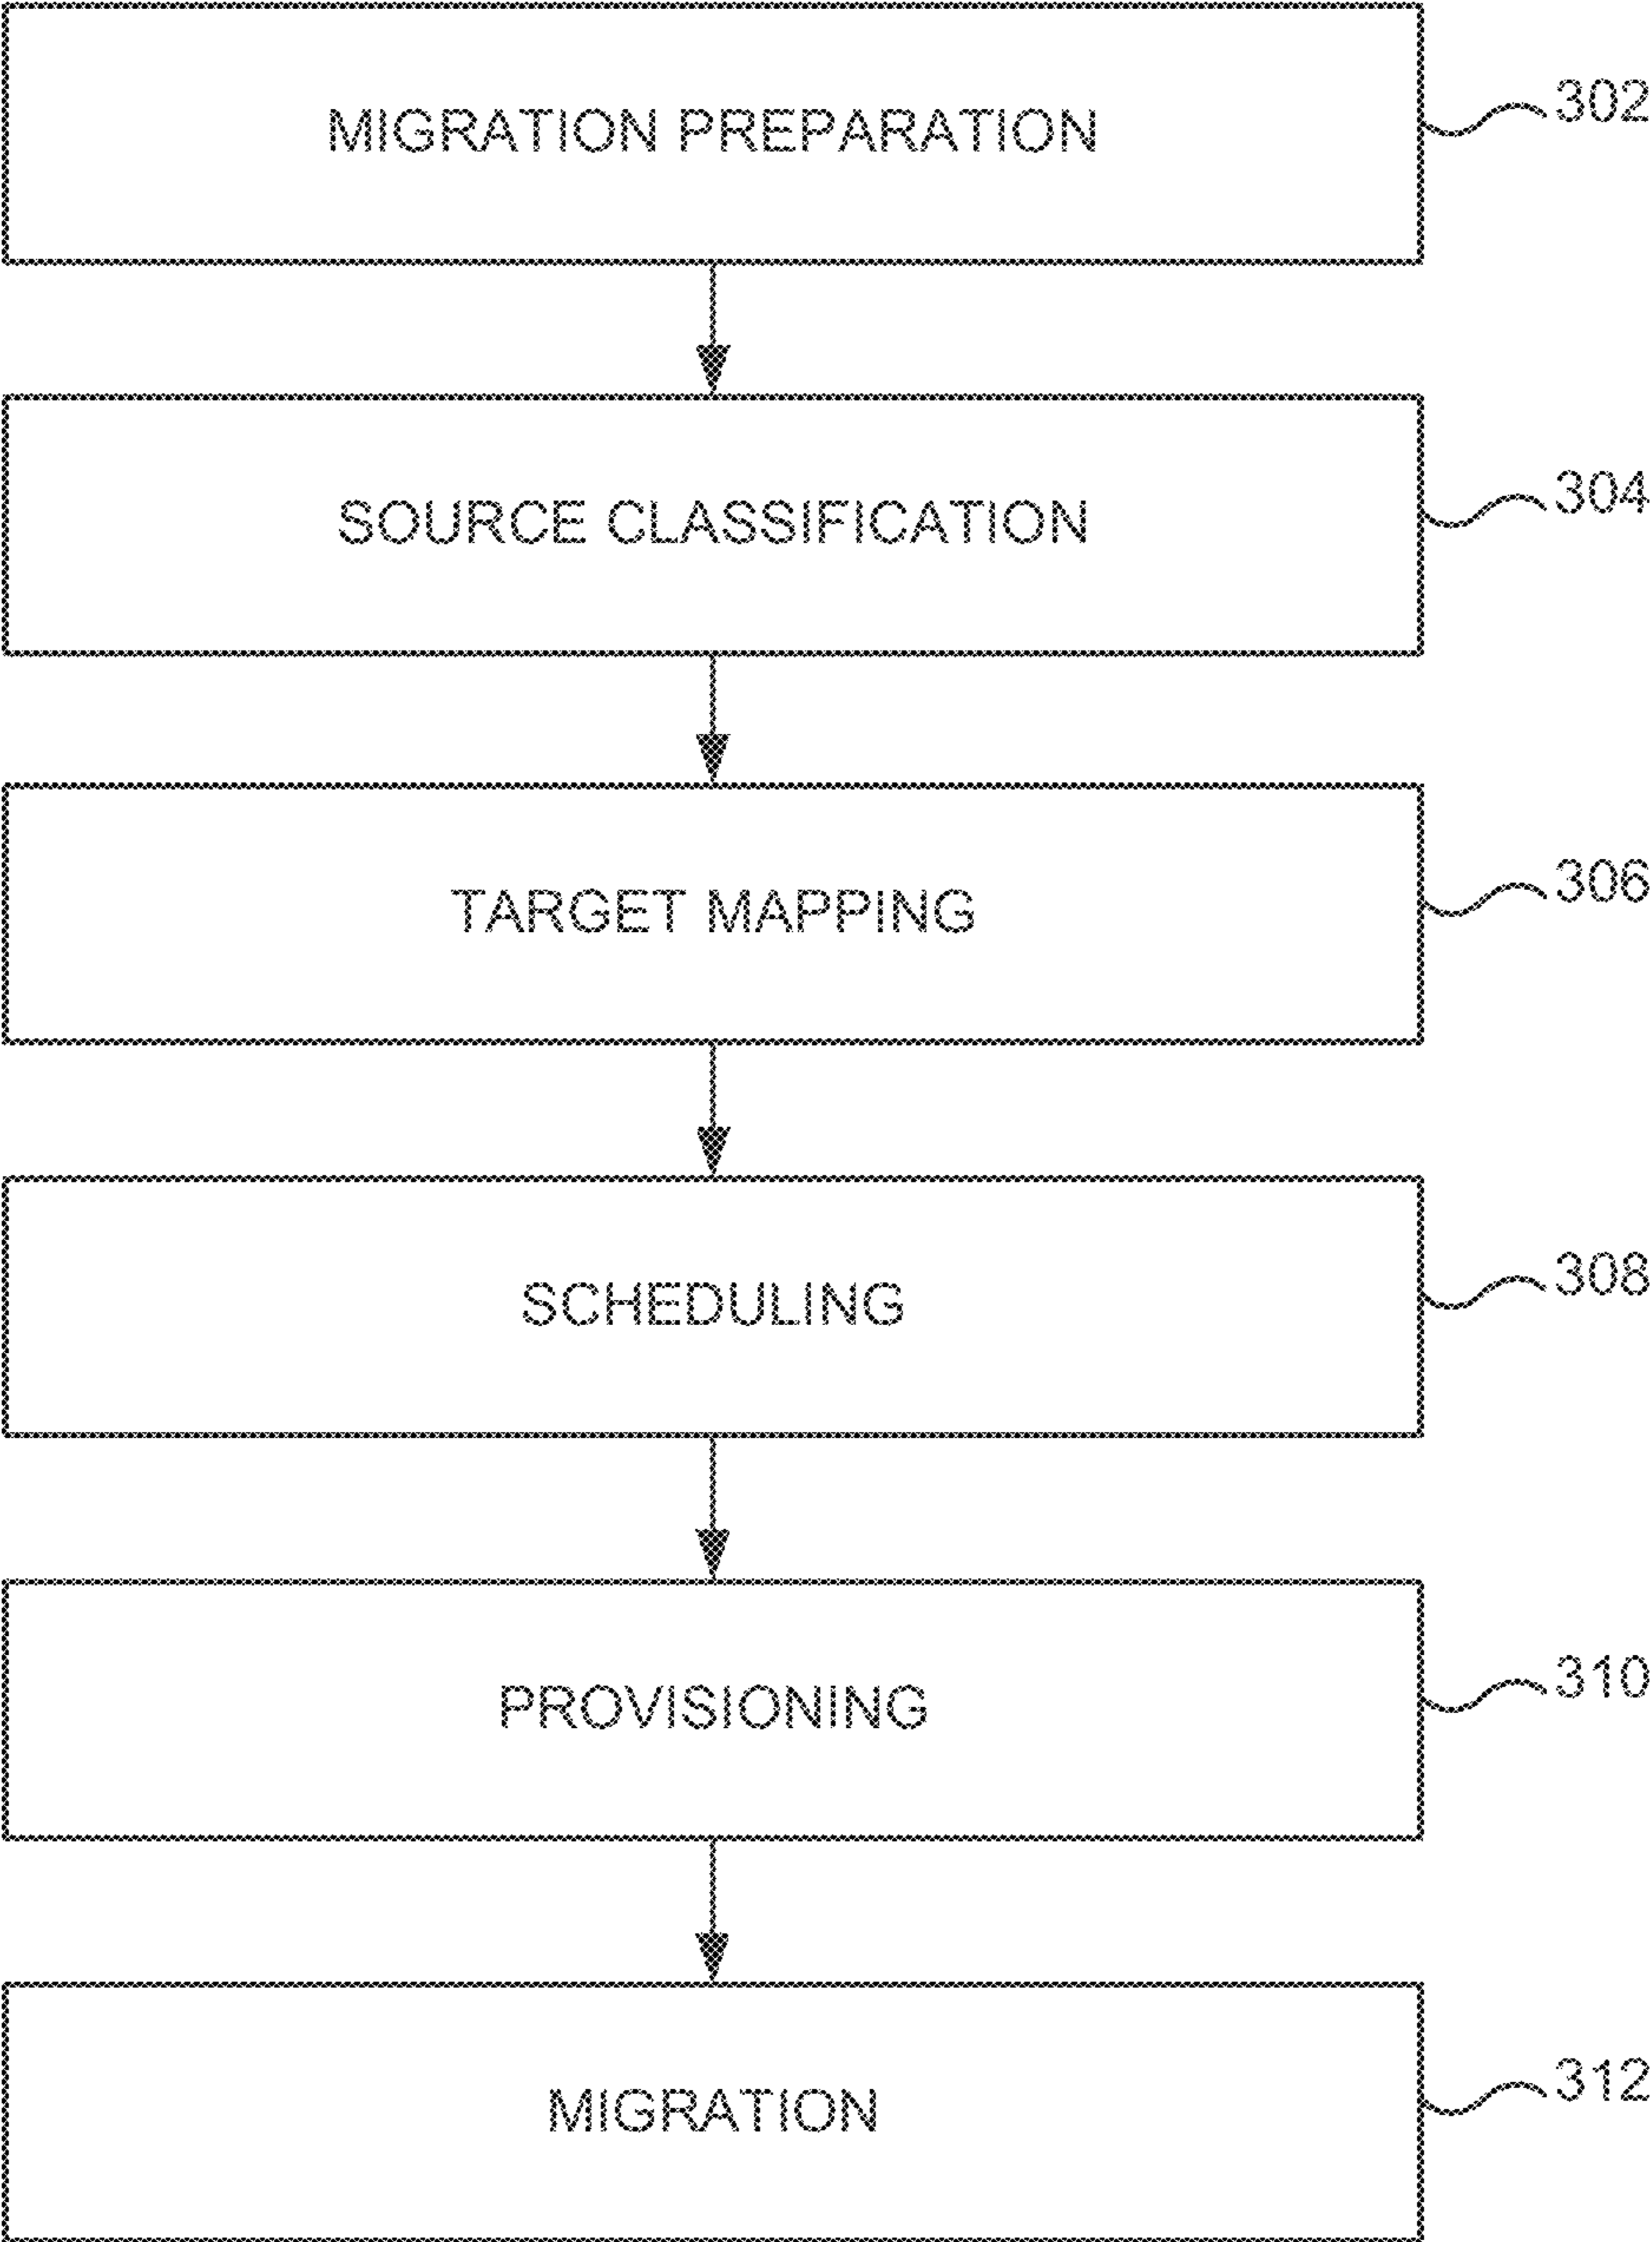 MIGRATION PREPARATION
302
SOURCE CLASSIFICATION
304
TARGET MAPPING
306
SCHEDULING
308
PROVISIONING
310
MIGRATION
312